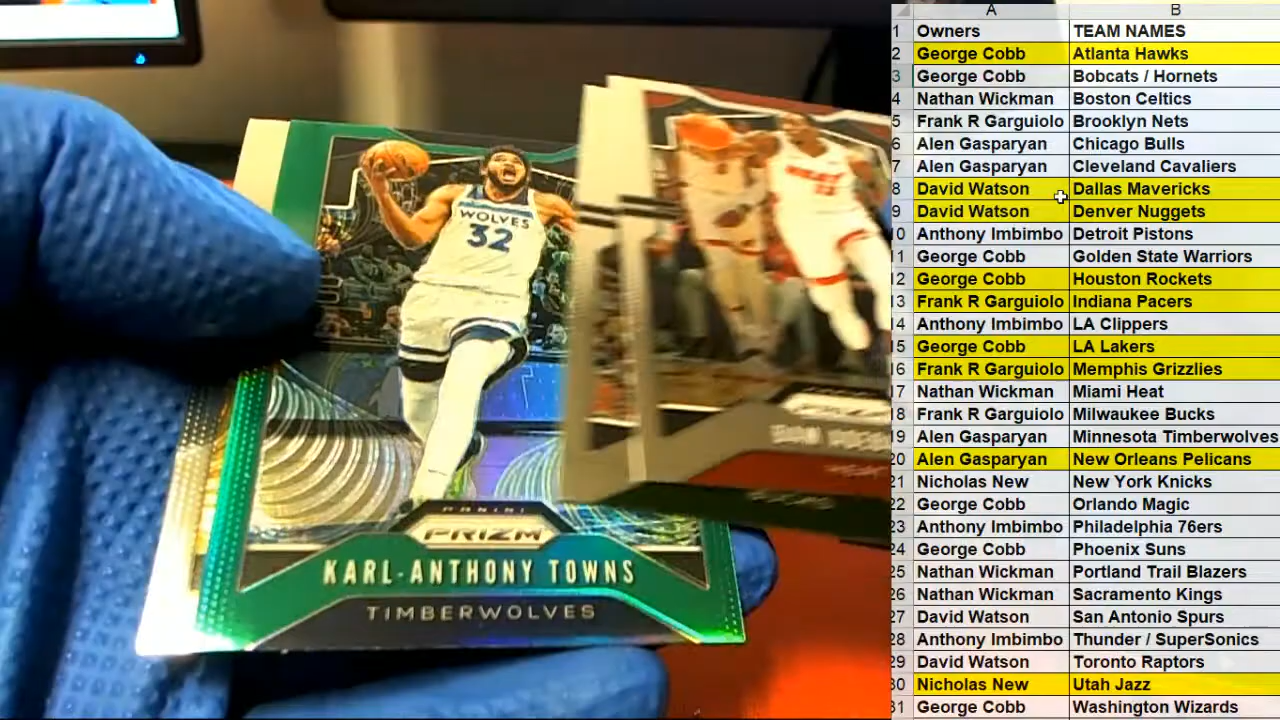 WOLVES
32
PANINI
PRIZM
KARL-ANTHONY TOWNS
TIMBERWOLVES
A B
1 Owners TEAM NAMES
2 George Cobb Atlanta Hawks
3 George Cobb Bobcats / Hornets
4 Nathan Wickman Boston Celtics
5 Frank R Garguiolo Brooklyn Nets
6 Alen Gasparyan Chicago Bulls
7 Alen Gasparyan Cleveland Cavaliers
8 David Watson Dallas Mavericks
9 David Watson Denver Nuggets
10 Anthony Imbimbo Detroit Pistons
11 George Cobb Golden State Warriors
12 George Cobb Houston Rockets
13 Frank R Garguiolo Indiana Pacers
14 Anthony Imbimbo LA Clippers
15 George Cobb LA Lakers
16 Frank R Garguiolo Memphis Grizzlies
17 Nathan Wickman Miami Heat
18 Frank R Garguiolo Milwaukee Bucks
19 Alen Gasparyan Minnesota Timberwolves
20 Alen Gasparyan New Orleans Pelicans
21 Nicholas New New York Knicks
22 George Cobb Orlando Magic
23 Anthony Imbimbo Philadelphia 76ers
24 George Cobb Phoenix Suns
25 Nathan Wickman Portland Trail Blazers
26 Nathan Wickman Sacramento Kings
27 David Watson San Antonio Spurs
28 Anthony Imbimbo Thunder / SuperSonics
29 David Watson Toronto Raptors
30 Nicholas New Utah Jazz
31 George Cobb Washington Wizards